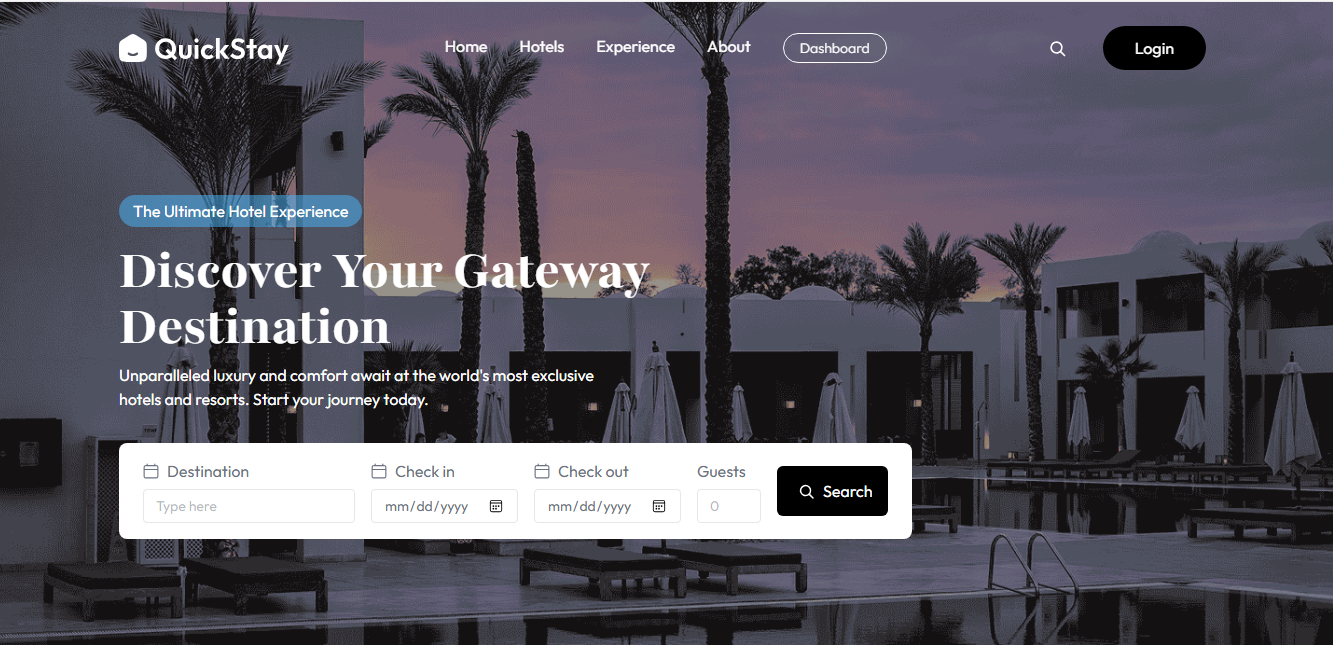 QuickStay
Home Hotels Experience About Dashboard
Login
The Ultimate Hotel Experience
Discover Your Gateway
Destination
Unparalleled luxury and comfort await at the world's most exclusive
hotels and resorts. Start your journey today.
Destination Check in Check out Guests
Type here mm/dd/yyyy mm/dd/yyyy 0 Search